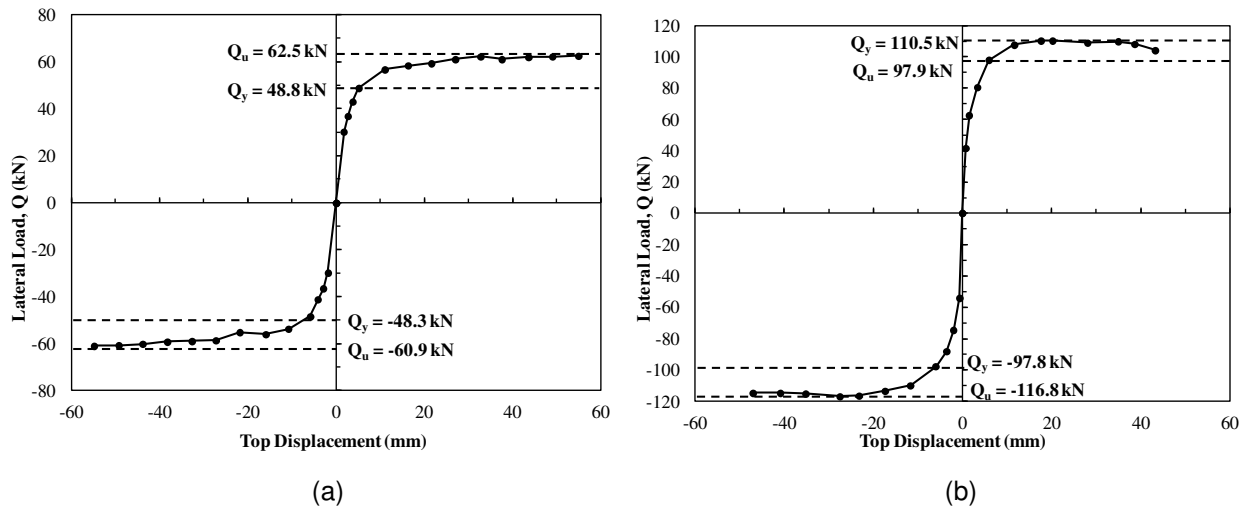 80
60
40
20
0
-20
-40
-60
-80
-60
-40
-20
0
20
40
60
Lateral Load, Q (kN)
Top Displacement (mm)
Qu = 62.5 kN
Qy = 48.8 kN
Qy = -48.3 kN
Qu = -60.9 kN
(a)
120
100
80
60
40
20
0
-20
-40
-60
-80
-100
-120
-60
-40
-20
0
20
40
60
Lateral Load, Q (kN)
Top Displacement (mm)
Qy = 110.5 kN
Qu = 97.9 kN
Qy = -97.8 kN
Qu = -116.8 kN
(b)